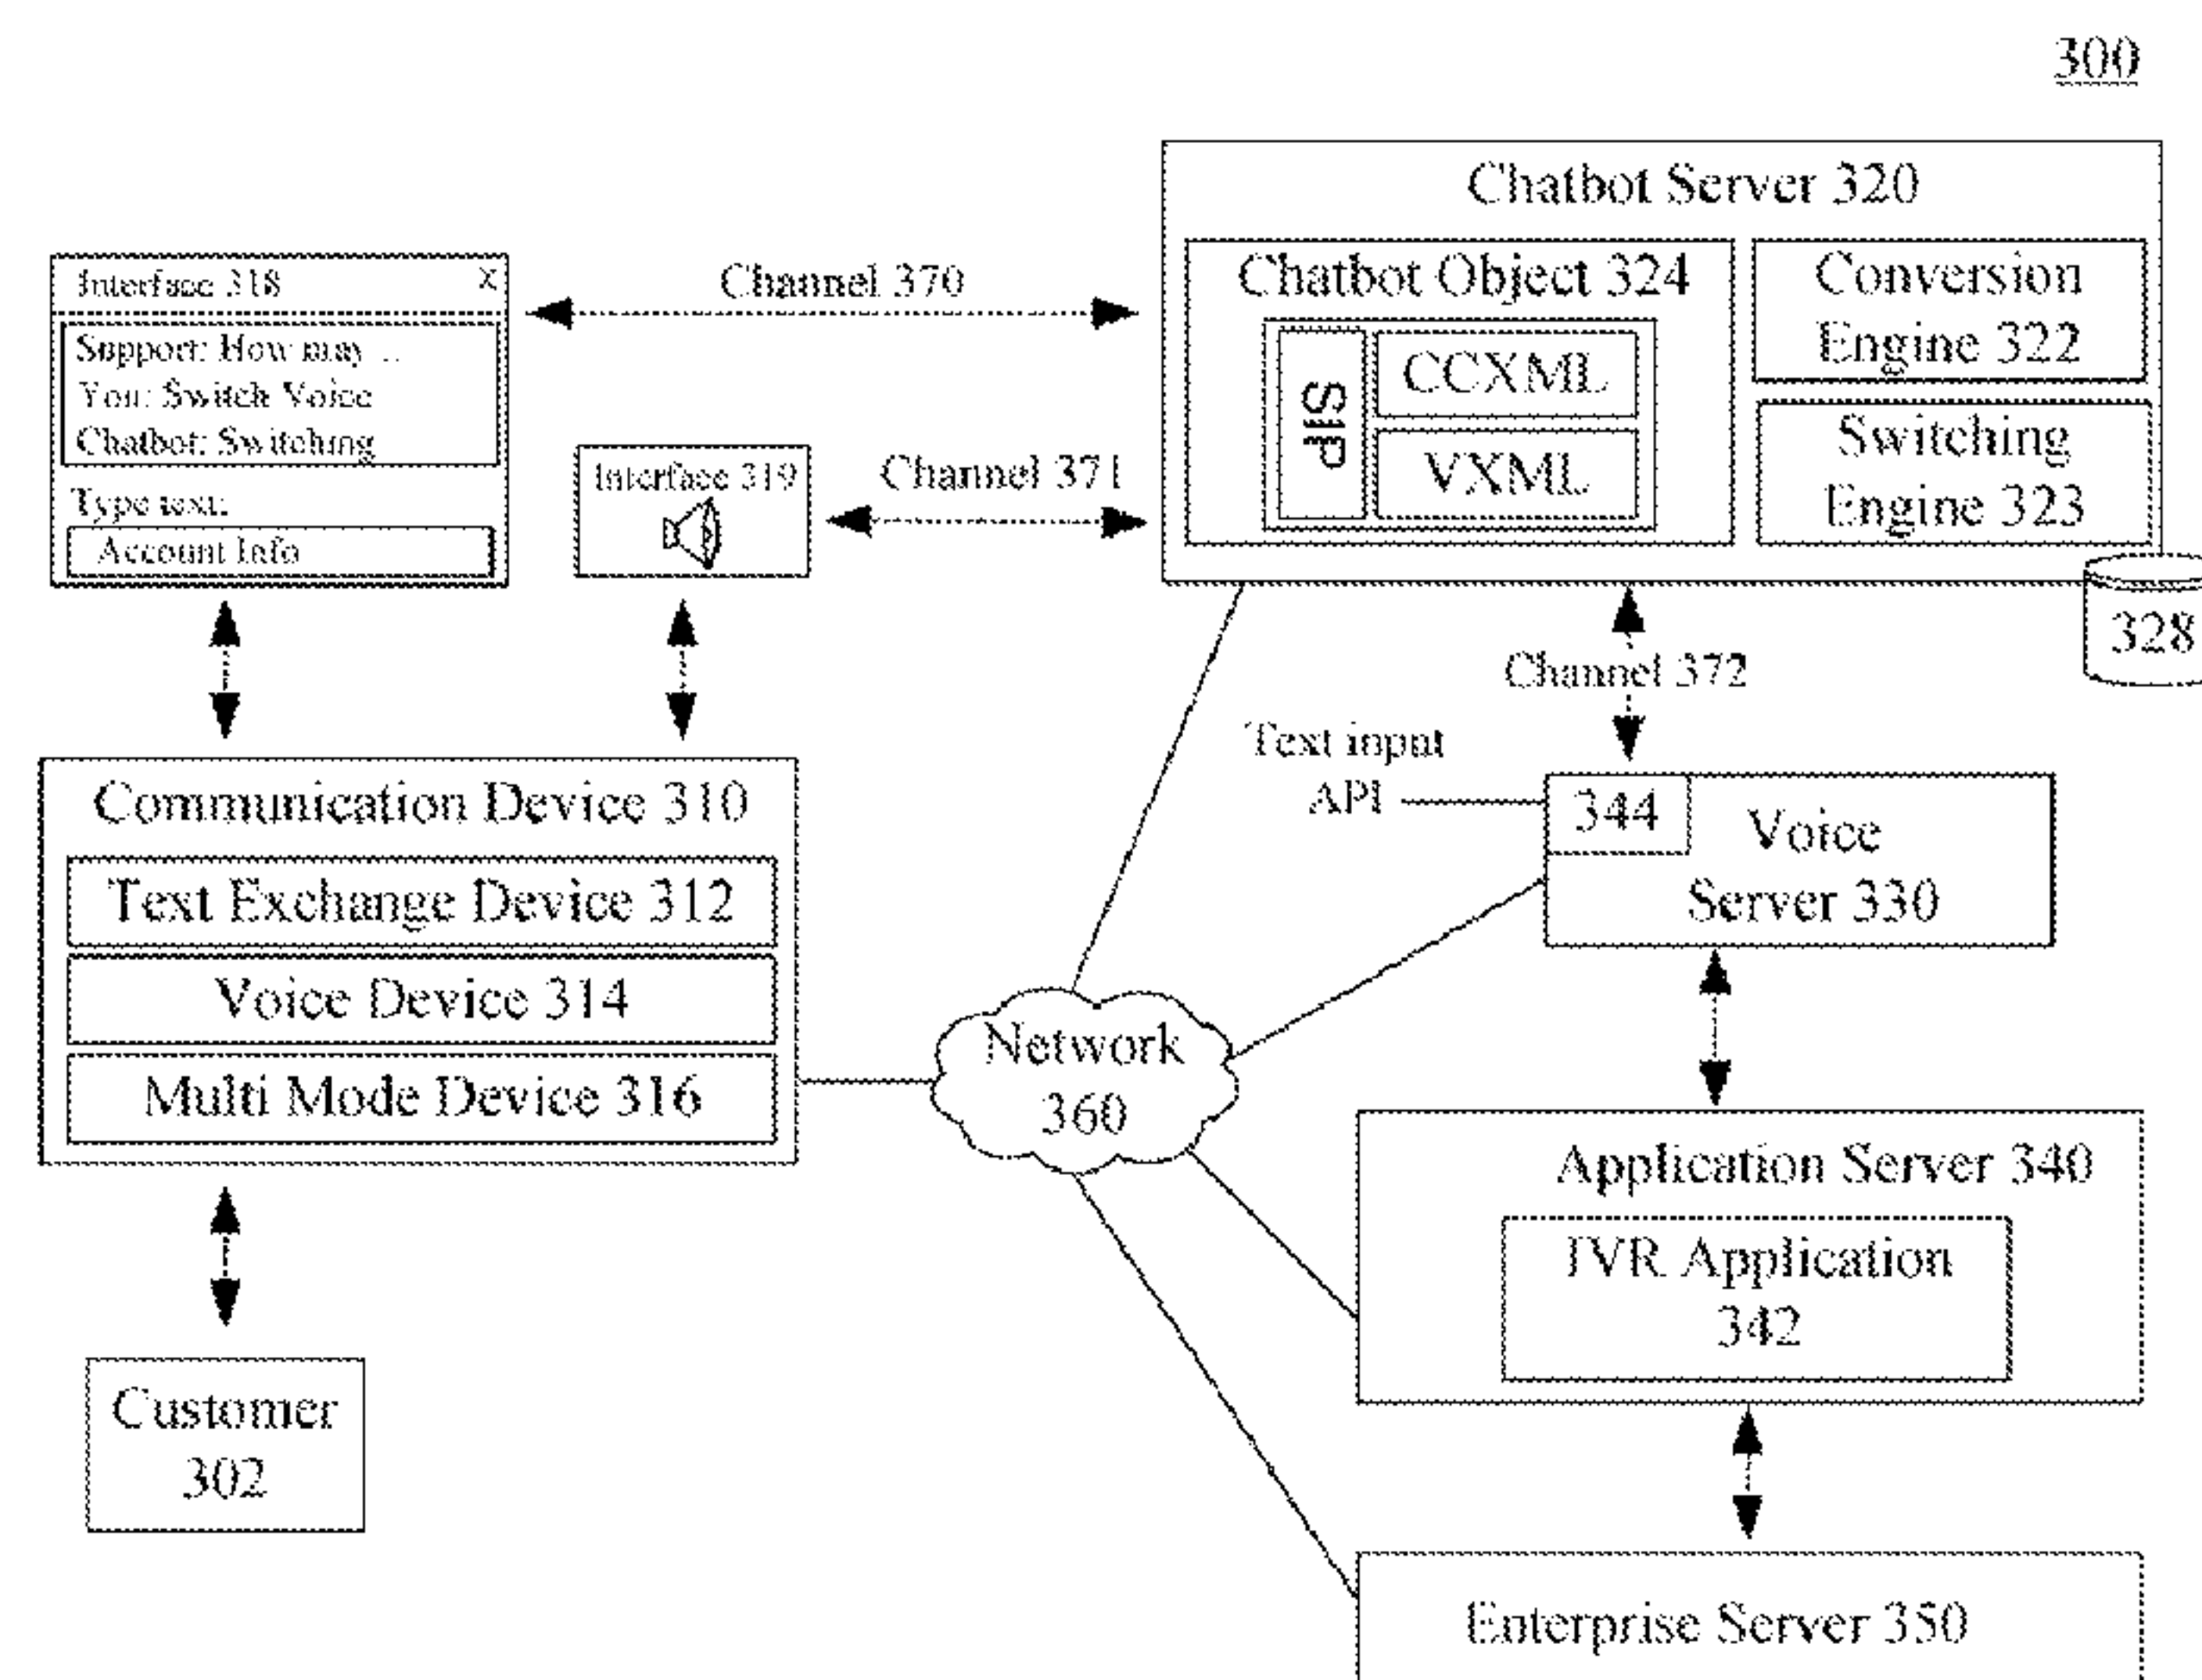 300
Chatbot Server 320
Chatbot Object 324
SIP
CCXML
VXML
Conversion
Engine 322
Switching
Engine 323
328
Interface 318 X
Support: How may ..
You: Switch Voice
Chatbot: Switching
Type text:
Account Info
Channel 370
Interface 319
Channel 371
Channel 372
Text input
API
344
Voice
Server 330
Communication Device 310
Text Exchange Device 312
Voice Device 314
Multi Mode Device 316
Network
360
Application Server 340
IVR Application
342
Customer
302
Enterprise Server 350